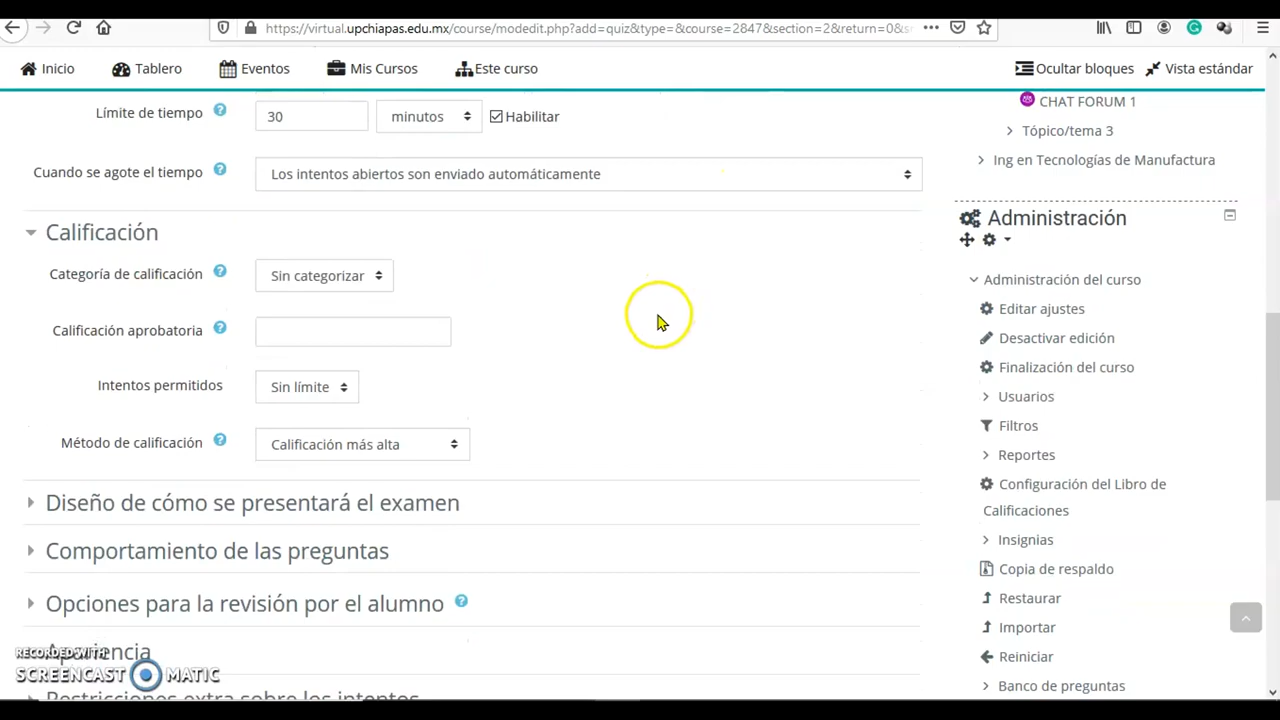 https://virtual.upchiapas.edu.mx/course/modedit.php?add=quiz&type=&course=2847&section=2&return=0&s
Inicio
Tablero
Eventos
Mis Cursos
Este curso
Ocultar bloques
Vista estándar
Límite de tiempo
30
minutos
Habilitar
Cuando se agote el tiempo
Los intentos abiertos son enviado automáticamente
Calificación
Categoría de calificación
Sin categorizar
Calificación aprobatoria
Intentos permitidos
Sin límite
Método de calificación
Calificación más alta
Diseño de cómo se presentará el examen
Comportamiento de las preguntas
Opciones para la revisión por el alumno
Apariencia
Restricciones extra sobre los intentos
CHAT FORUM 1
Tópico/tema 3
Ing en Tecnologías de Manufactura
Administración
Administración del curso
Editar ajustes
Desactivar edición
Finalización del curso
Usuarios
Filtros
Reportes
Configuración del Libro de
Calificaciones
Insignias
Copia de respaldo
Restaurar
Importar
Reiniciar
Banco de preguntas
RECORDED WITH
SCREENCAST MATIC